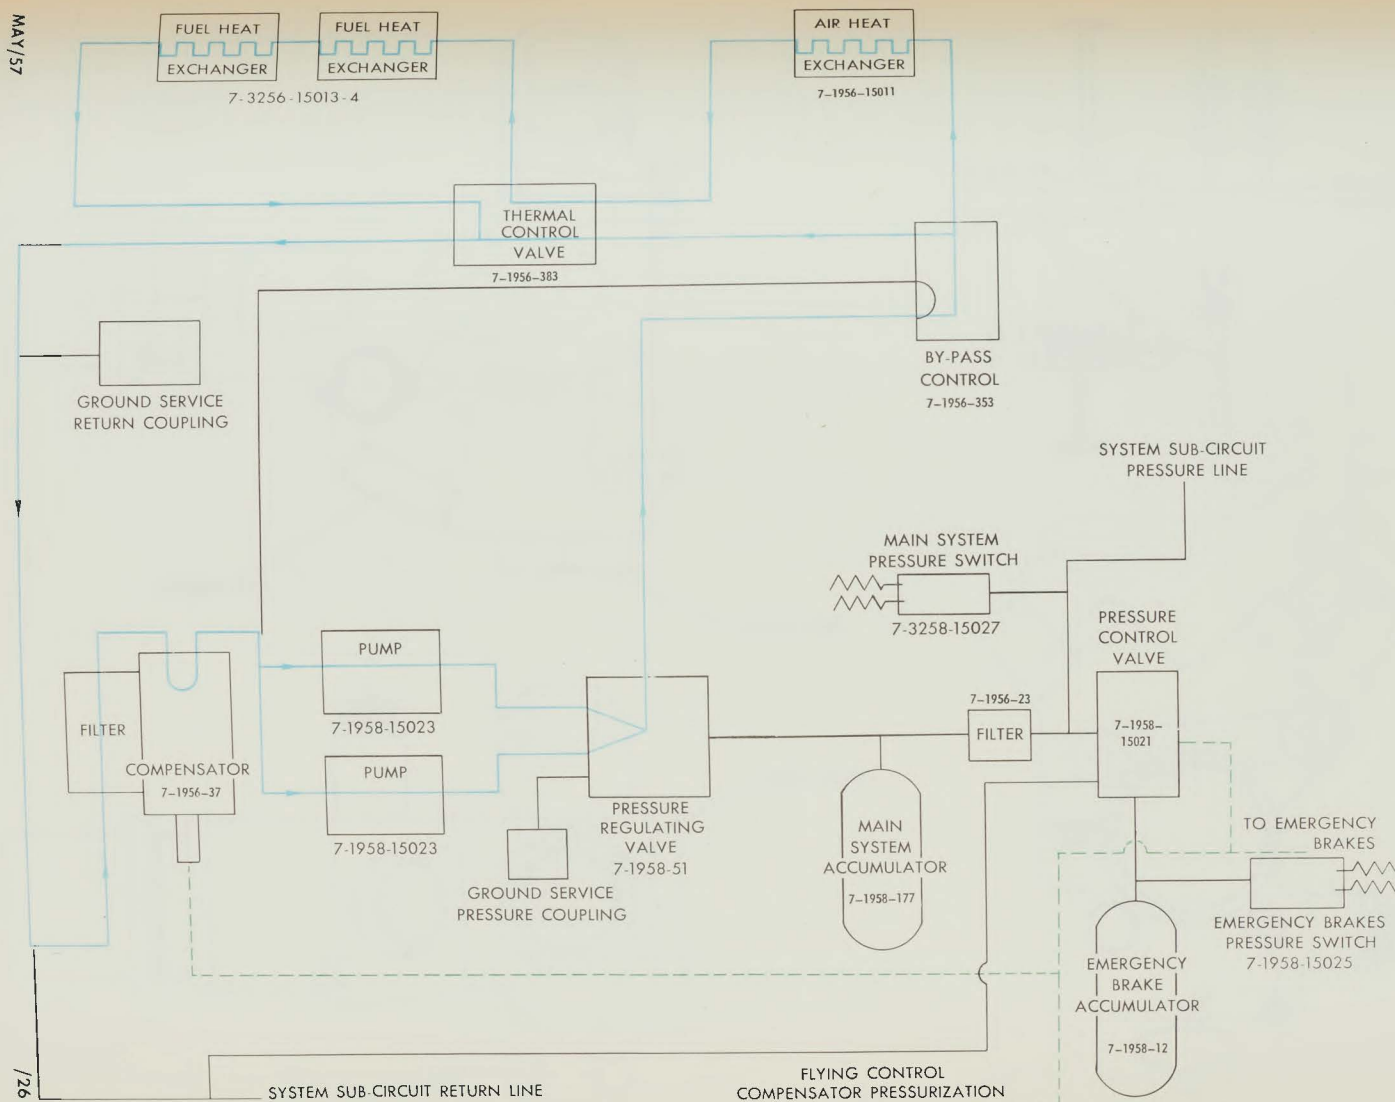 MAY/57
FUEL HEAT
EXCHANGER
FUEL HEAT
EXCHANGER
7-3256-15013-4
AIR HEAT
EXCHANGER
7-1956-15011
THERMAL
CONTROL
VALVE
7-1956-383
BY-PASS
CONTROL
7-1956-353
GROUND SERVICE
RETURN COUPLING
SYSTEM SUB-CIRCUIT
PRESSURE LINE
MAIN SYSTEM
PRESSURE SWITCH
7-3258-15027
PRESSURE
CONTROL
VALVE
7-1958-
15021
PUMP
7-1958-15023
PUMP
7-1958-15023
FILTER
COMPENSATOR
7-1956-37
7-1956-23
FILTER
PRESSURE
REGULATING
VALVE
7-1958-51
GROUND SERVICE
PRESSURE COUPLING
MAIN
SYSTEM
ACCUMULATOR
7-1958-177
TO EMERGENCY
BRAKES
EMERGENCY BRAKES
PRESSURE SWITCH
7-1958-15025
EMERGENCY
BRAKE
ACCUMULATOR
7-1958-12
SYSTEM SUB-CIRCUIT RETURN LINE
FLYING CONTROL
COMPENSATOR PRESSURIZATION
/26